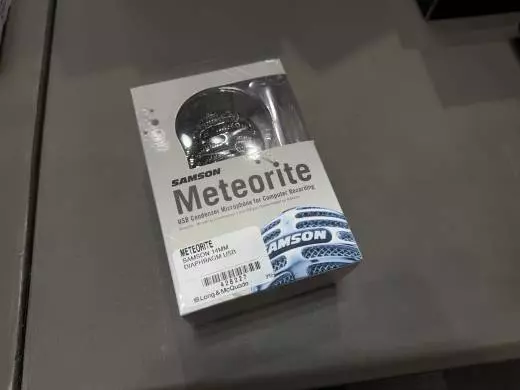 SAMSON
Meteorite
USB Condenser Microphone for Computer Recording
SAMSON
METEORITE
SAMSON 14MM
DIAPHRAGM USB
Long & McQuade